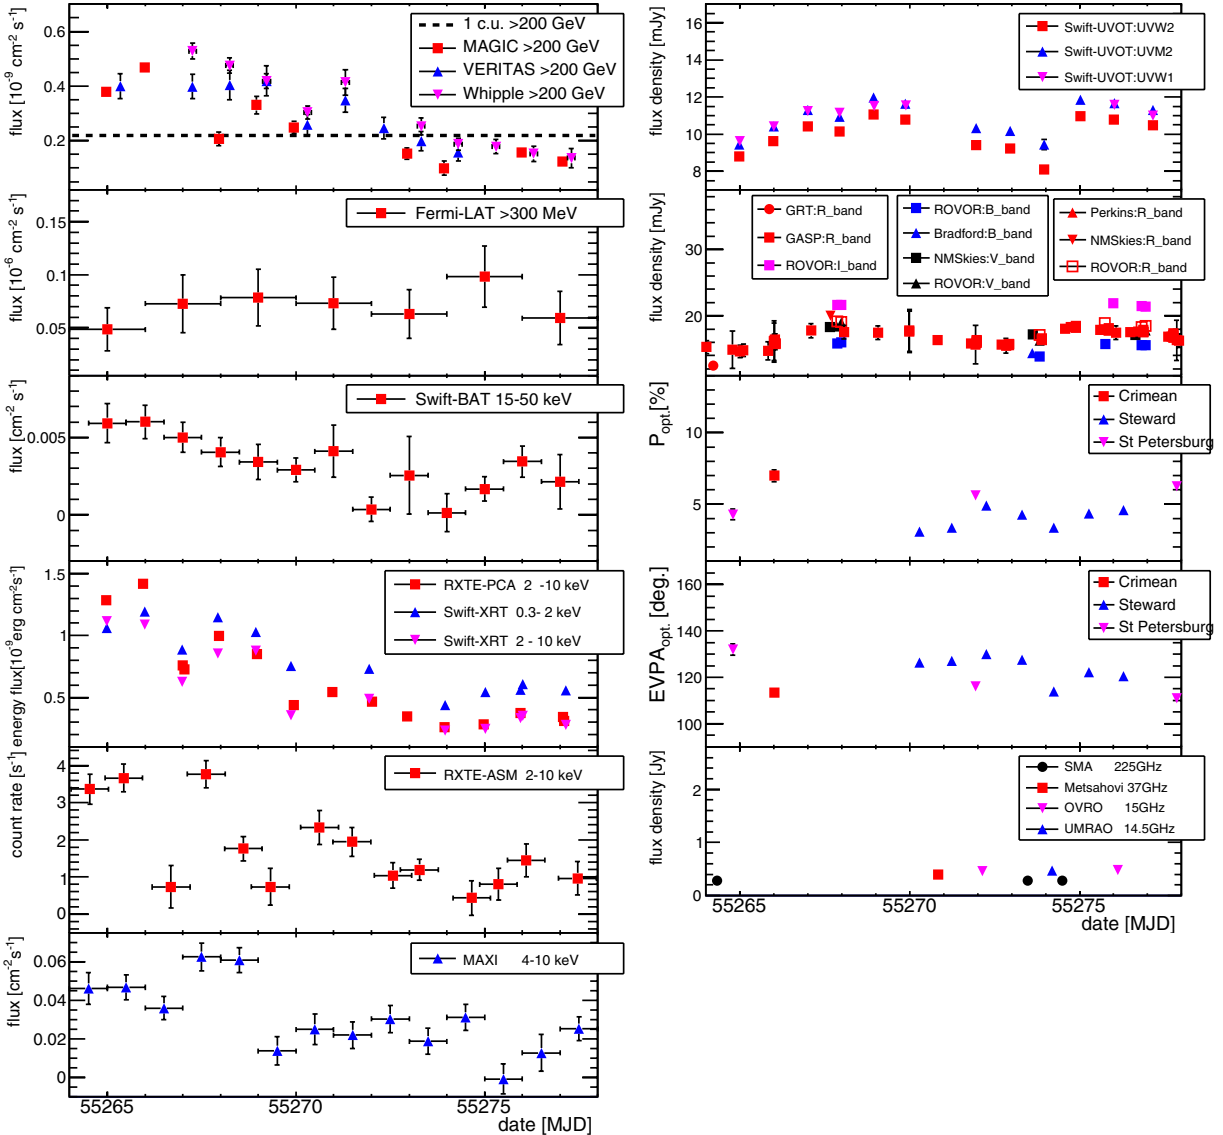 flux [10⁻⁹ cm⁻² s⁻¹]
0.6
0.4
0.2
1 c.u. >200 GeV
MAGIC >200 GeV
VERITAS >200 GeV
Whipple >200 GeV
flux [10⁻⁶ cm⁻² s⁻¹]
0.15
0.1
0.05
Fermi-LAT >300 MeV
flux [cm⁻² s⁻¹]
0.005
0
Swift-BAT 15-50 keV
energy flux[10⁻⁹erg cm⁻²s⁻¹]
1.5
1
0.5
RXTE-PCA 2 -10 keV
Swift-XRT 0.3- 2 keV
Swift-XRT 2 - 10 keV
count rate [s⁻¹]
4
3
2
1
0
RXTE-ASM 2-10 keV
flux [cm⁻²s⁻¹]
0.06
0.04
0.02
0
MAXI 4-10 keV
55265
55270
55275
date [MJD]
flux density [mJy]
16
14
12
10
8
Swift-UVOT:UVW2
Swift-UVOT:UVM2
Swift-UVOT:UVW1
flux density [mJy]
30
20
10
GRT:R_band
GASP:R_band
ROVOR:I_band
ROVOR:B_band
Bradford:B_band
NMSkies:V_band
ROVOR:V_band
Perkins:R_band
NMSkies:R_band
ROVOR:R_band
P_opt.[%]
10
5
Crimean
Steward
St Petersburg
EVPA_opt. [deg.]
160
140
120
100
Crimean
Steward
St Petersburg
flux density [Jy]
2
1
0
SMA 225GHz
Metsahovi 37GHz
OVRO 15GHz
UMRAO 14.5GHz
55265
55270
55275
date [MJD]